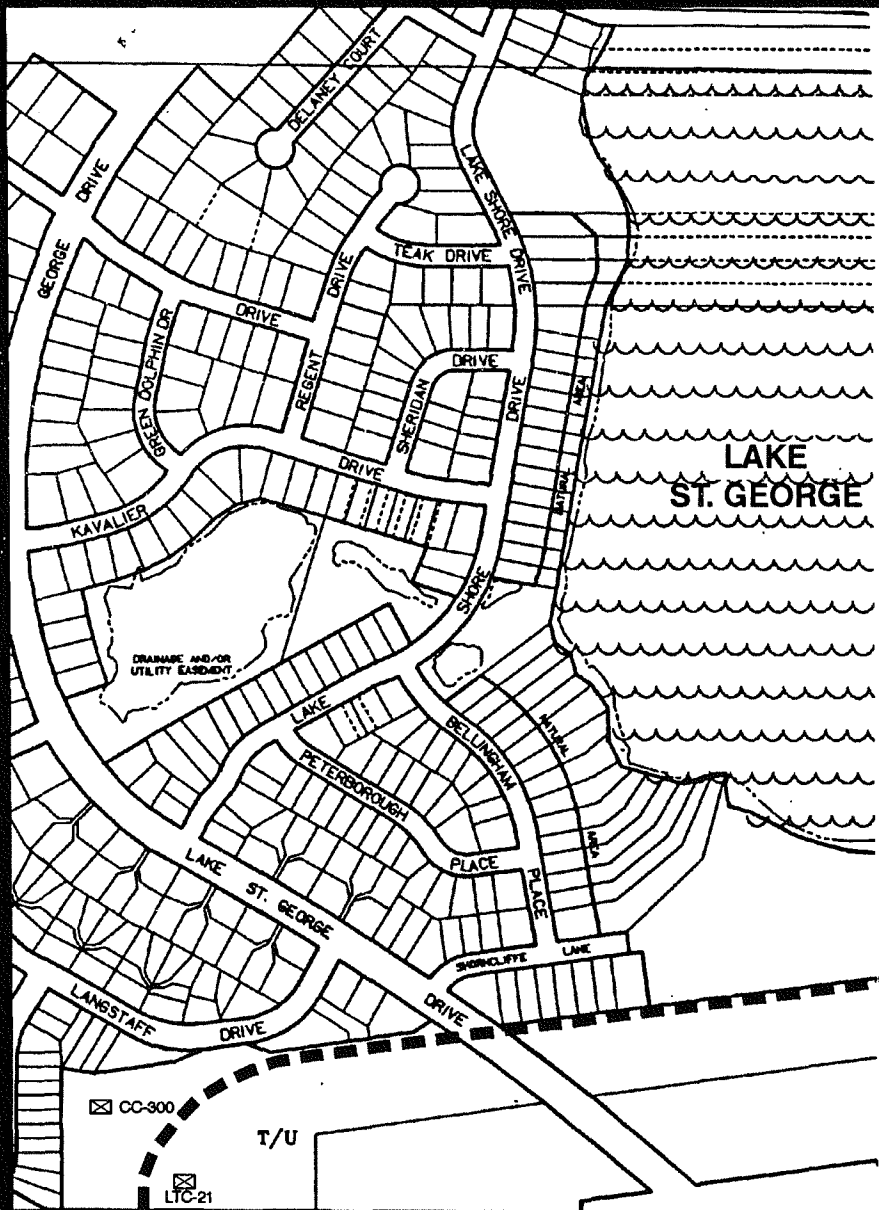 DELANEY COURT
GEORGE DRIVE
LAKE SHORE DRIVE
TEAK DRIVE
DRIVE
DRIVE
GREEN DOLPHIN DR
REGENT
SHERIDAN
DRIVE
DRIVE
NATURAL AREA
LAKE
ST. GEORGE
DRIVE
KAVALIER
SHORE
DRAINAGE AND/OR
UTILITY EASEMENT
LAKE
BELLINGHAM
NATURAL
PETERBOROUGH
AREA
PLACE
PLACE
LAKE ST. GEORGE
SHORNCLIFFE LANE
DRIVE
LANGSTAFF
DRIVE
CC-300
T/U
LTC-21